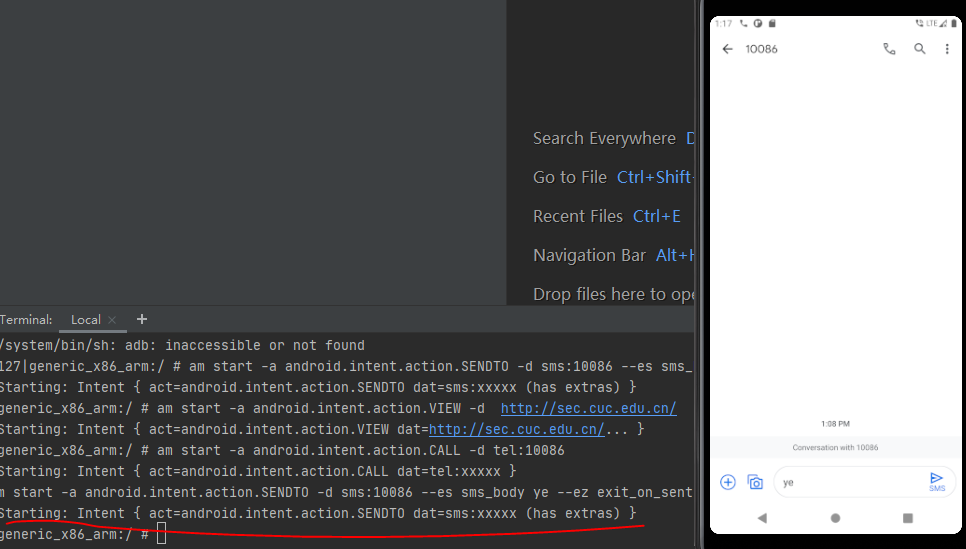 Search Everywhere
Go to File Ctrl+Shift+
Recent Files Ctrl+E
Navigation Bar Alt+
Drop files here to ope
Terminal: Local × +
/system/bin/sh: adb: inaccessible or not found
127|generic_x86_arm:/ # am start -a android.intent.action.SENDTO -d sms:10086 --es sms_
Starting: Intent { act=android.intent.action.SENDTO dat=sms:xxxxx (has extras) }
generic_x86_arm:/ # am start -a android.intent.action.VIEW -d http://sec.cuc.edu.cn/
Starting: Intent { act=android.intent.action.VIEW dat=http://sec.cuc.edu.cn/... }
generic_x86_arm:/ # am start -a android.intent.action.CALL -d tel:10086
Starting: Intent { act=android.intent.action.CALL dat=tel:xxxxx }
m start -a android.intent.action.SENDTO -d sms:10086 --es sms_body ye --ez exit_on_sent
Starting: Intent { act=android.intent.action.SENDTO dat=sms:xxxxx (has extras) }
generic_x86_arm:/ #
1:17
LTE
10086
1:08 PM
Conversation with 10086
ye
SMS